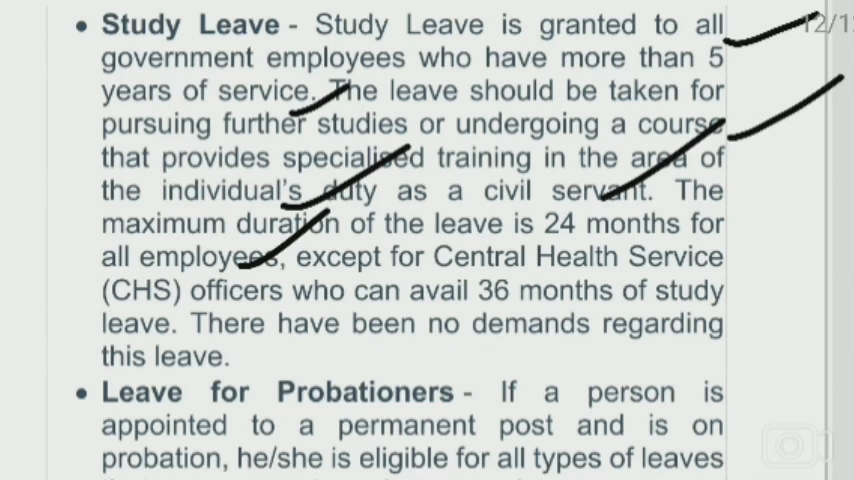 • Study Leave - Study Leave is granted to all
government employees who have more than 5
years of service. The leave should be taken for
pursuing further studies or undergoing a course
that provides specialised training in the area of
the individual's duty as a civil servant. The
maximum duration of the leave is 24 months for
all employees, except for Central Health Service
(CHS) officers who can avail 36 months of study
leave. There have been no demands regarding
this leave.
• Leave for Probationers - If a person is
appointed to a permanent post and is on
probation, he/she is eligible for all types of leaves